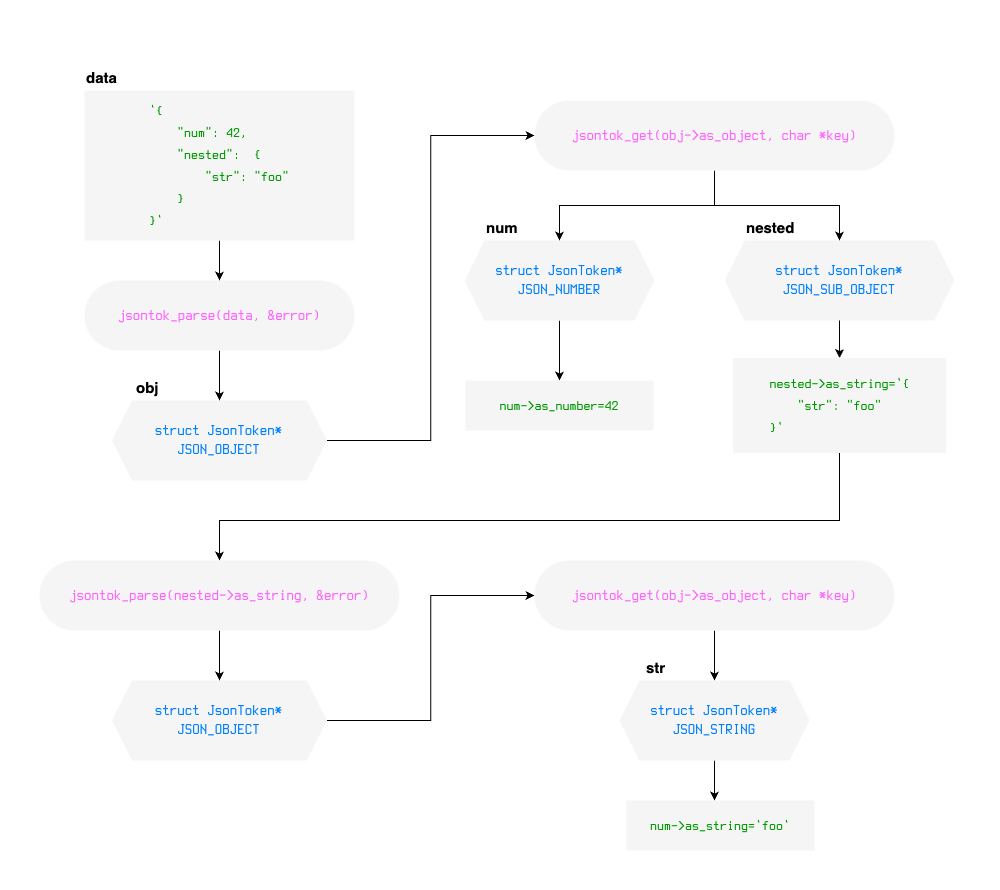 data
`{
"num": 42,
"nested":  {
"str": "foo"
}
}`
jsontok_parse(data, &error)
obj
struct JsonToken*
JSON_OBJECT
jsontok_get(obj->as_object, char *key)
num
struct JsonToken*
JSON_NUMBER
num->as_number=42
nested
struct JsonToken*
JSON_SUB_OBJECT
nested->as_string=`{
"str": "foo"
}`
jsontok_parse(nested->as_string, &error)
struct JsonToken*
JSON_OBJECT
jsontok_get(obj->as_object, char *key)
str
struct JsonToken*
JSON_STRING
num->as_string=`foo`